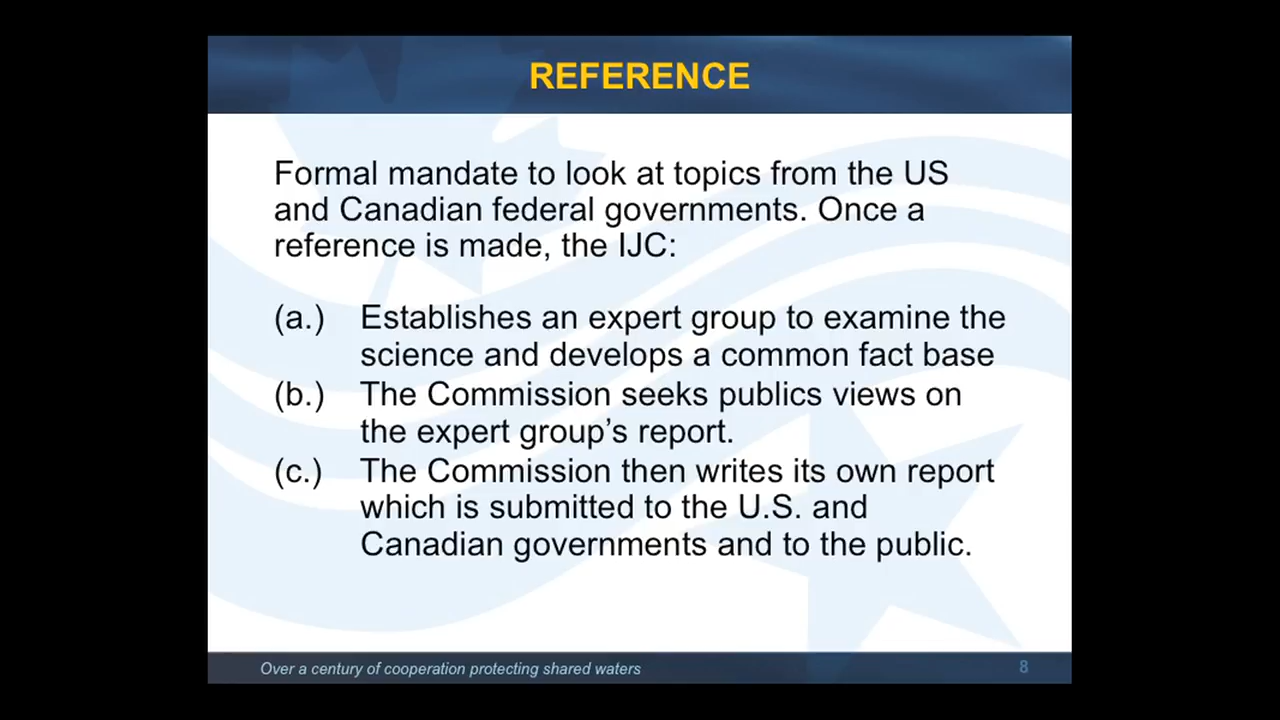 REFERENCE
Formal mandate to look at topics from the US
and Canadian federal governments. Once a
reference is made, the IJC:
(a.) Establishes an expert group to examine the
science and develops a common fact base
(b.) The Commission seeks publics views on
the expert group’s report.
(c.) The Commission then writes its own report
which is submitted to the U.S. and
Canadian governments and to the public.
Over a century of cooperation protecting shared waters
8